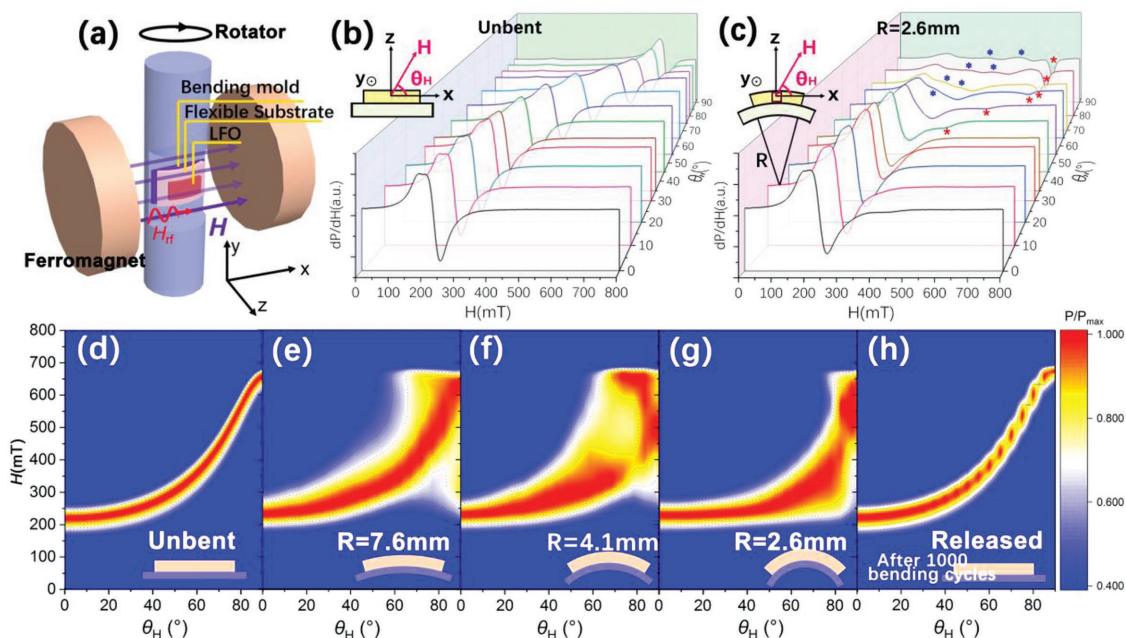 (a)
Rotator
Bending mold
Flexible Substrate
LFO
H
H_rf
Ferromagnet
y
x
z
(b)
Unbent
z
H
y⊙
θ_H
x
dP/dH(a.u.)
90
80
70
60
50
40
30
20
10
0
θ_H(°)
0 100 200 300 400 500 600 700 800
H(mT)
(c)
R=2.6mm
z
H
y⊙
θ_H
x
R
* * * * * * *
* * * * * *
dP/dH(a.u.)
90
80
70
60
50
40
30
20
10
0
θ_H(°)
0 100 200 300 400 500 600 700 800
H(mT)
800
700
600
500
400
300
200
100
0
H(mT)
(d)
Unbent
0 20 40 60 80
θ_H (°)
(e)
R=7.6mm
0 20 40 60 80
θ_H (°)
(f)
R=4.1mm
0 20 40 60 80
θ_H (°)
(g)
R=2.6mm
0 20 40 60 80
θ_H (°)
(h)
Released
After 1000
bending cycles
0 20 40 60 80
θ_H (°)
P/P_max
1.000
0.800
0.600
0.400